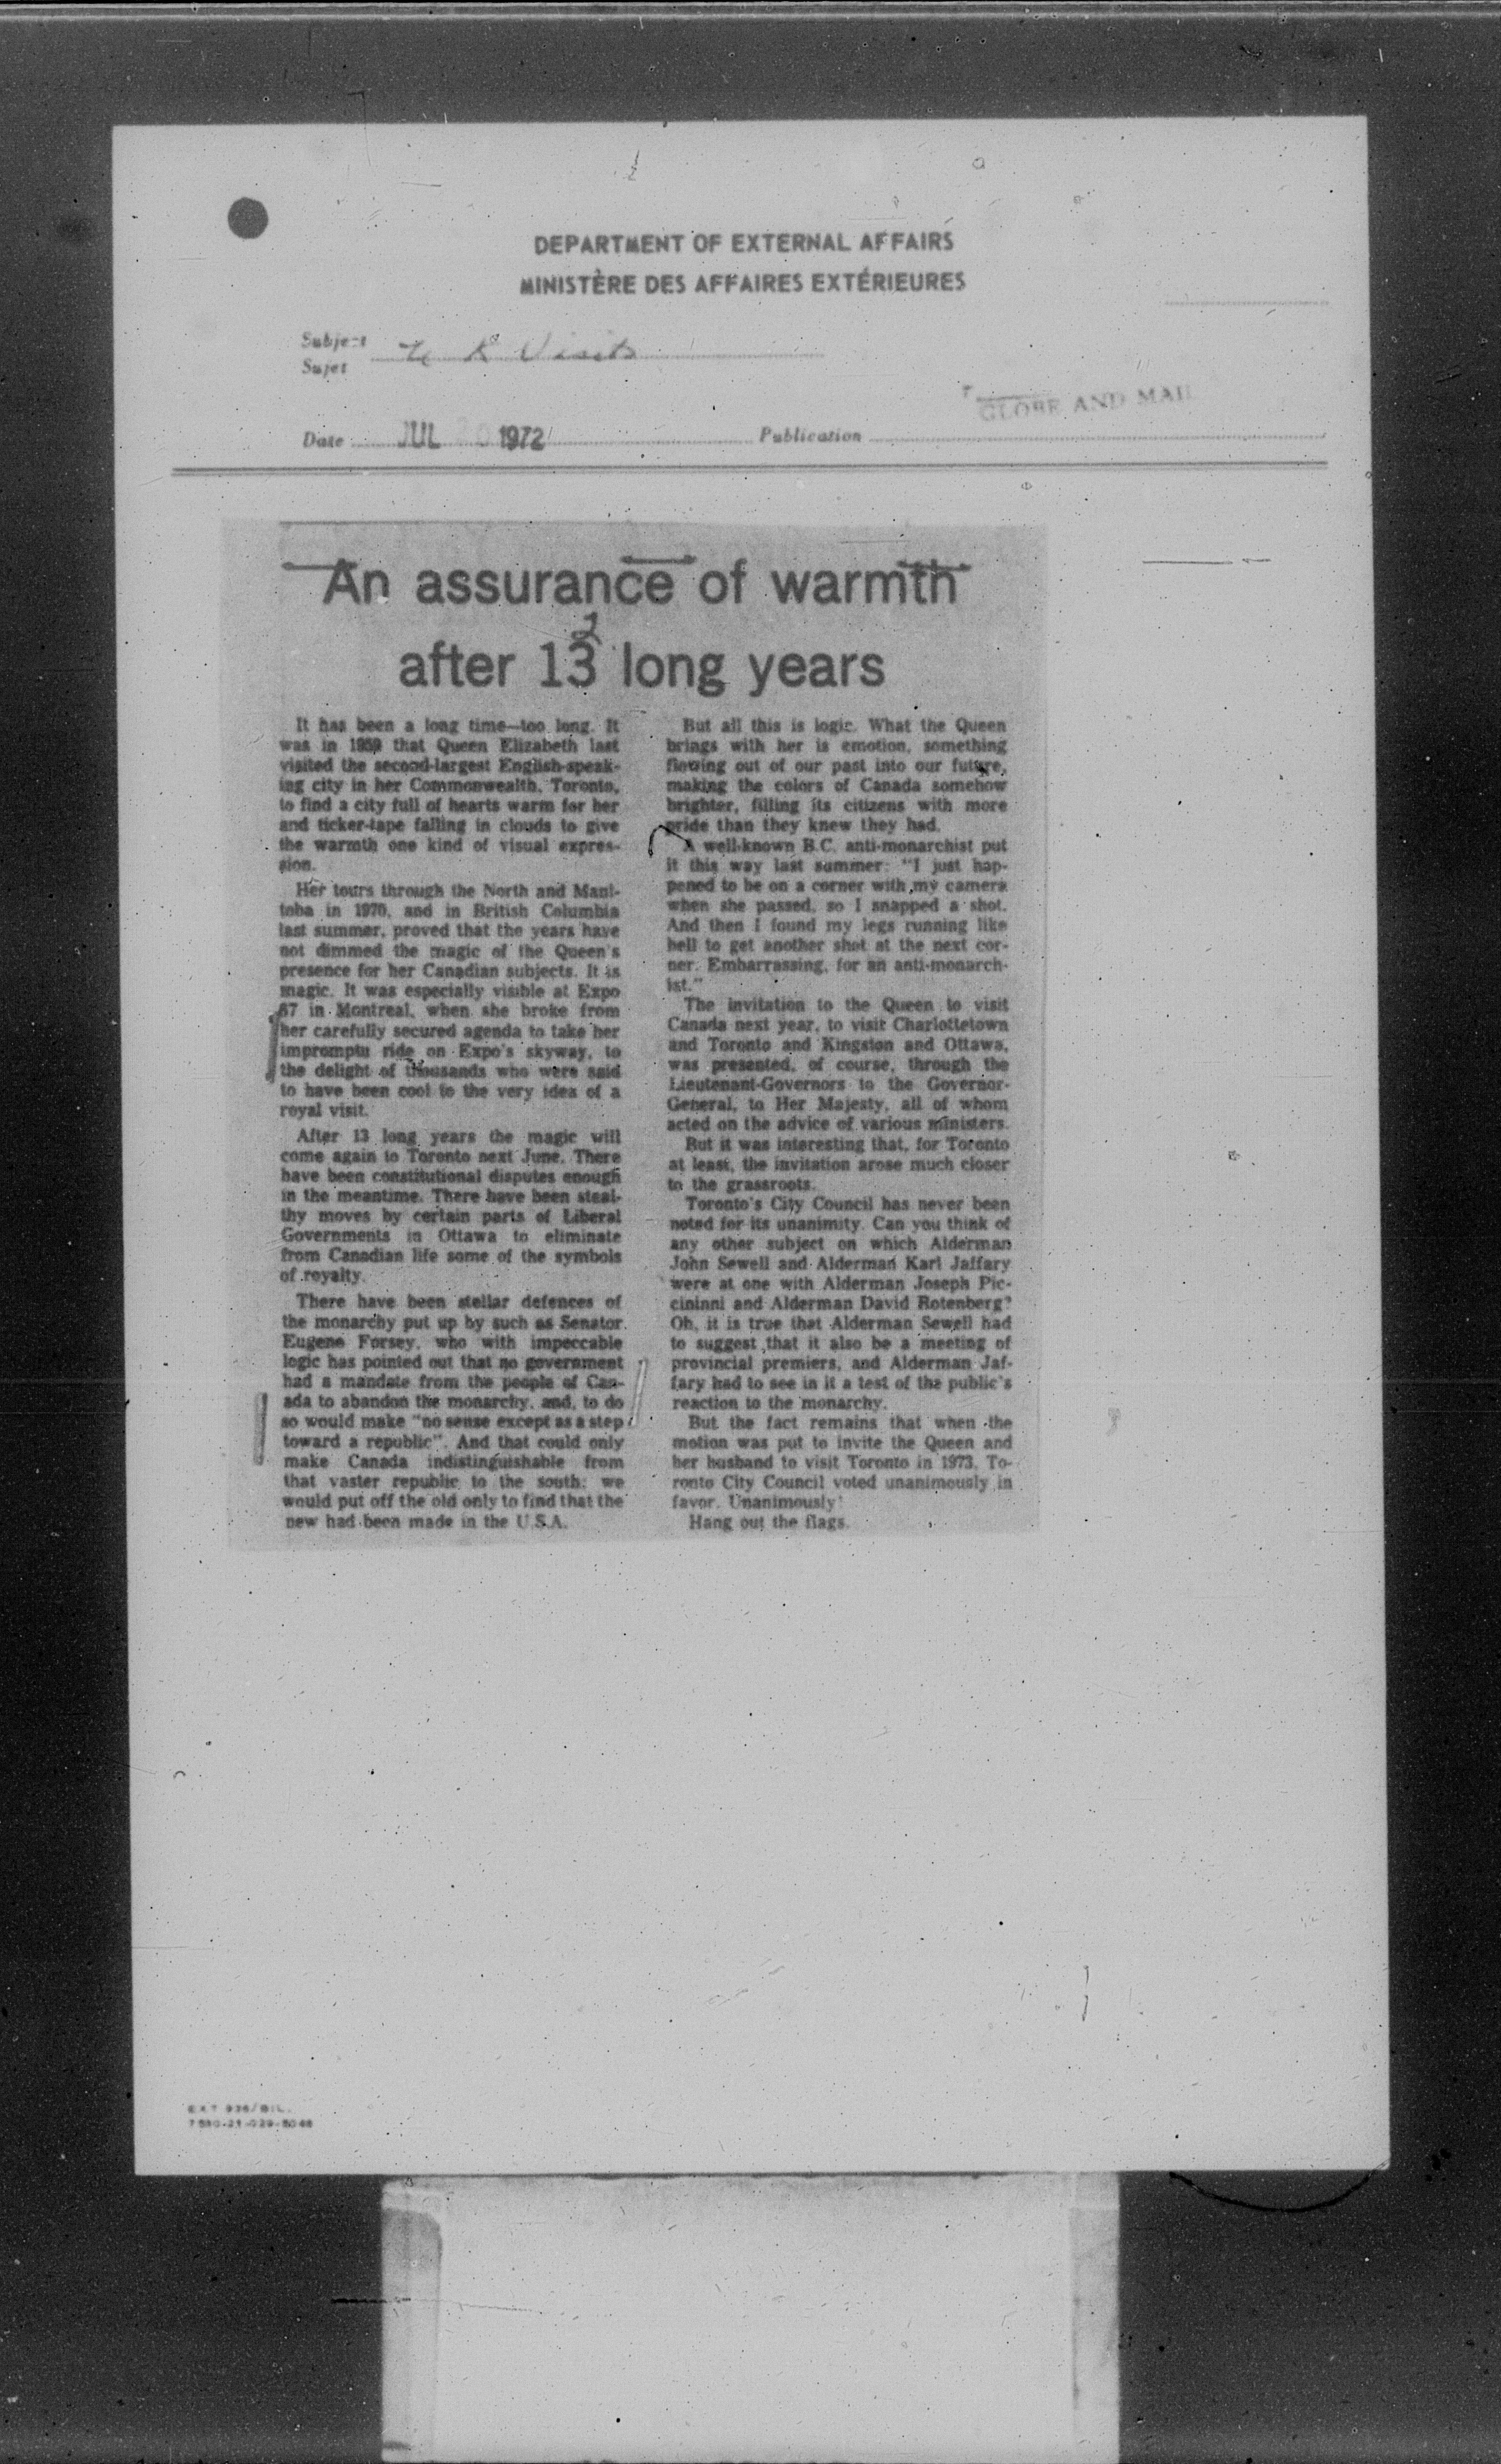 DEPARTMENT OF EXTERNAL AFFAIRS
MINISTÈRE DES AFFAIRES EXTÉRIEURES
Subject
Sujet
U K Visits
GLOBE AND MAIL
Date JUL 20 1972 Publication
An assurance of warmth
after 13 long years
2
It has been a long time—too long. It
was in 1959 that Queen Elizabeth last
visited the second-largest English-speak-
ing city in her Commonwealth, Toronto,
to find a city full of hearts warm for her
and ticker-tape falling in clouds to give
the warmth one kind of visual expres-
sion.
Her tours through the North and Mani-
toba in 1970, and in British Columbia
last summer, proved that the years have
not dimmed the magic of the Queen's
presence for her Canadian subjects. It is
magic. It was especially visible at Expo
67 in Montreal, when she broke from
her carefully secured agenda to take her
impromptu ride on Expo's skyway, to
the delight of thousands who were said
to have been cool to the very idea of a
royal visit.
After 13 long years the magic will
come again to Toronto next June. There
have been constitutional disputes enough
in the meantime. There have been steal-
thy moves by certain parts of Liberal
Governments in Ottawa to eliminate
from Canadian life some of the symbols
of royalty.
There have been stellar defences of
the monarchy put up by such as Senator
Eugene Forsey, who with impeccable
logic has pointed out that no government
had a mandate from the people of Can-
ada to abandon the monarchy, and, to do
so would make "no sense except as a step
toward a republic". And that could only
make Canada indistinguishable from
that vaster republic to the south; we
would put off the old only to find that the
new had been made in the U.S.A.
But all this is logic. What the Queen
brings with her is emotion, something
flowing out of our past into our future,
making the colors of Canada somehow
brighter, filling its citizens with more
pride than they knew they had.
A well-known B.C. anti-monarchist put
it this way last summer: "I just hap-
pened to be on a corner with my camera
when she passed, so I snapped a shot.
And then I found my legs running like
hell to get another shot at the next cor-
ner. Embarrassing, for an anti-monarch-
ist."
The invitation to the Queen to visit
Canada next year, to visit Charlottetown
and Toronto and Kingston and Ottawa,
was presented, of course, through the
Lieutenant-Governors to the Governor-
General, to Her Majesty, all of whom
acted on the advice of various ministers.
But it was interesting that, for Toronto
at least, the invitation arose much closer
to the grassroots.
Toronto's City Council has never been
noted for its unanimity. Can you think of
any other subject on which Alderman
John Sewell and Alderman Karl Jaffary
were at one with Alderman Joseph Pic-
cininni and Alderman David Rotenberg?
Oh, it is true that Alderman Sewell had
to suggest that it also be a meeting of
provincial premiers, and Alderman Jaf-
fary had to see in it a test of the public's
reaction to the monarchy.
But the fact remains that when the
motion was put to invite the Queen and
her husband to visit Toronto in 1973, To-
ronto City Council voted unanimously in
favor. Unanimously!
Hang out the flags.
EXT 936/BIL.
7530-21-029-5048